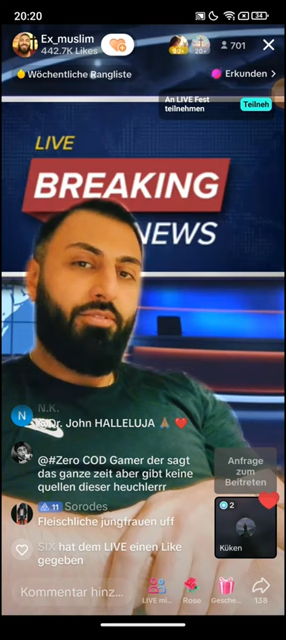 20:20
34
Ex_muslim
442.7K Likes
20+
701
Wöchentliche Rangliste
Erkunden >
An LIVE Fest
teilnehmen
Teilneh
LIVE
BREAKING
NEWS
N.K.
N
@Dr. John HALLELUJA 🙏🏾 ❤️
@#Zero COD Gamer der sagt
das ganze zeit aber gibt keine
quellen dieser heuchlerrr
Anfrage
zum
Beitreten
11 Sorodes
Fleischliche jungfrauen uff
2
Küken
SIX hat dem LIVE einen Like
gegeben
Kommentar hinz...
LIVE mi...
Rose
Gesche...
138